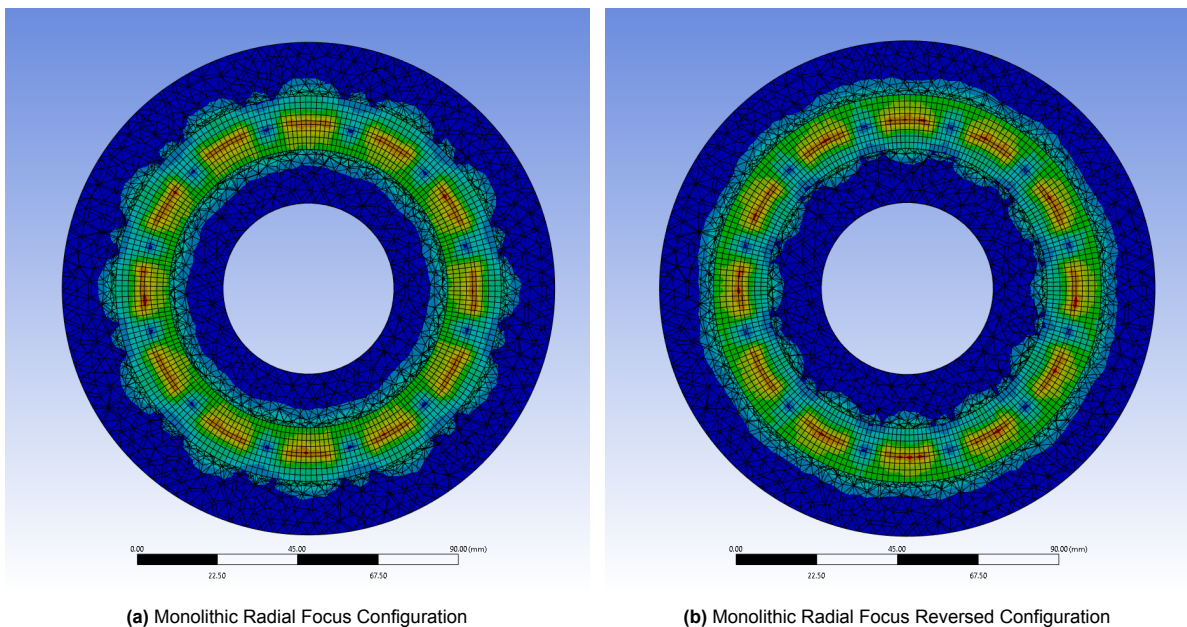 0.00 45.00 90.00 (mm)
22.50 67.50
0.00 45.00 90.00 (mm)
22.50 67.50
(a) Monolithic Radial Focus Configuration
(b) Monolithic Radial Focus Reversed Configuration